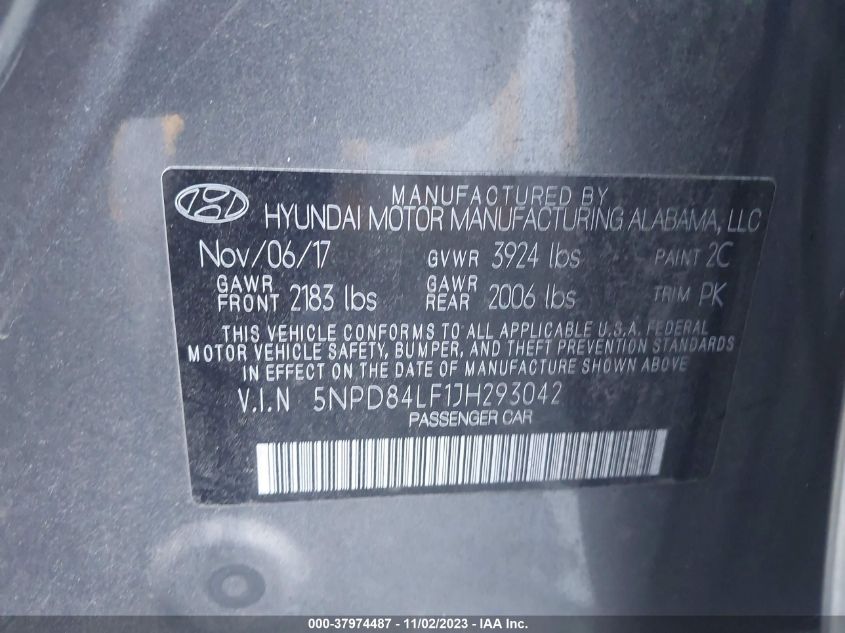 MANUFACTURED BY
HYUNDAI MOTOR MANUFACTURING ALABAMA, LLC
Nov/06/17 GVWR 3924 lbs PAINT 2C
GAWR FRONT 2183 lbs GAWR REAR 2006 lbs TRIM PK
THIS VEHICLE CONFORMS TO ALL APPLICABLE U.S.A. FEDERAL
MOTOR VEHICLE SAFETY, BUMPER, AND THEFT PREVENTION STANDARDS
IN EFFECT ON THE DATE OF MANUFACTURE SHOWN ABOVE
V.I.N 5NPD84LF1JH293042
PASSENGER CAR
000-37974487 - 11/02/2023 - IAA Inc.